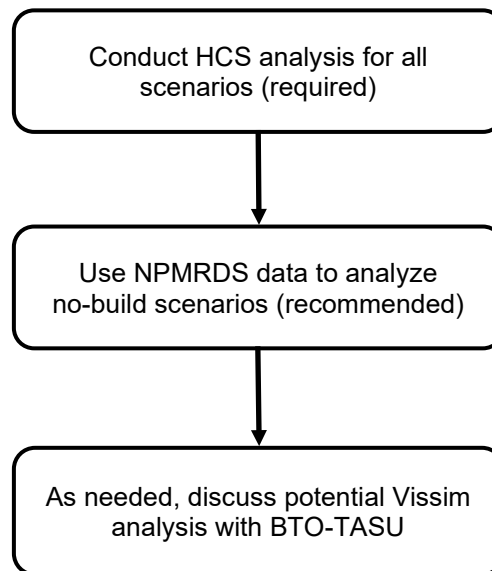 Conduct HCS analysis for all
scenarios (required)
Use NPMRDS data to analyze
no-build scenarios (recommended)
As needed, discuss potential Vissim
analysis with BTO-TASU